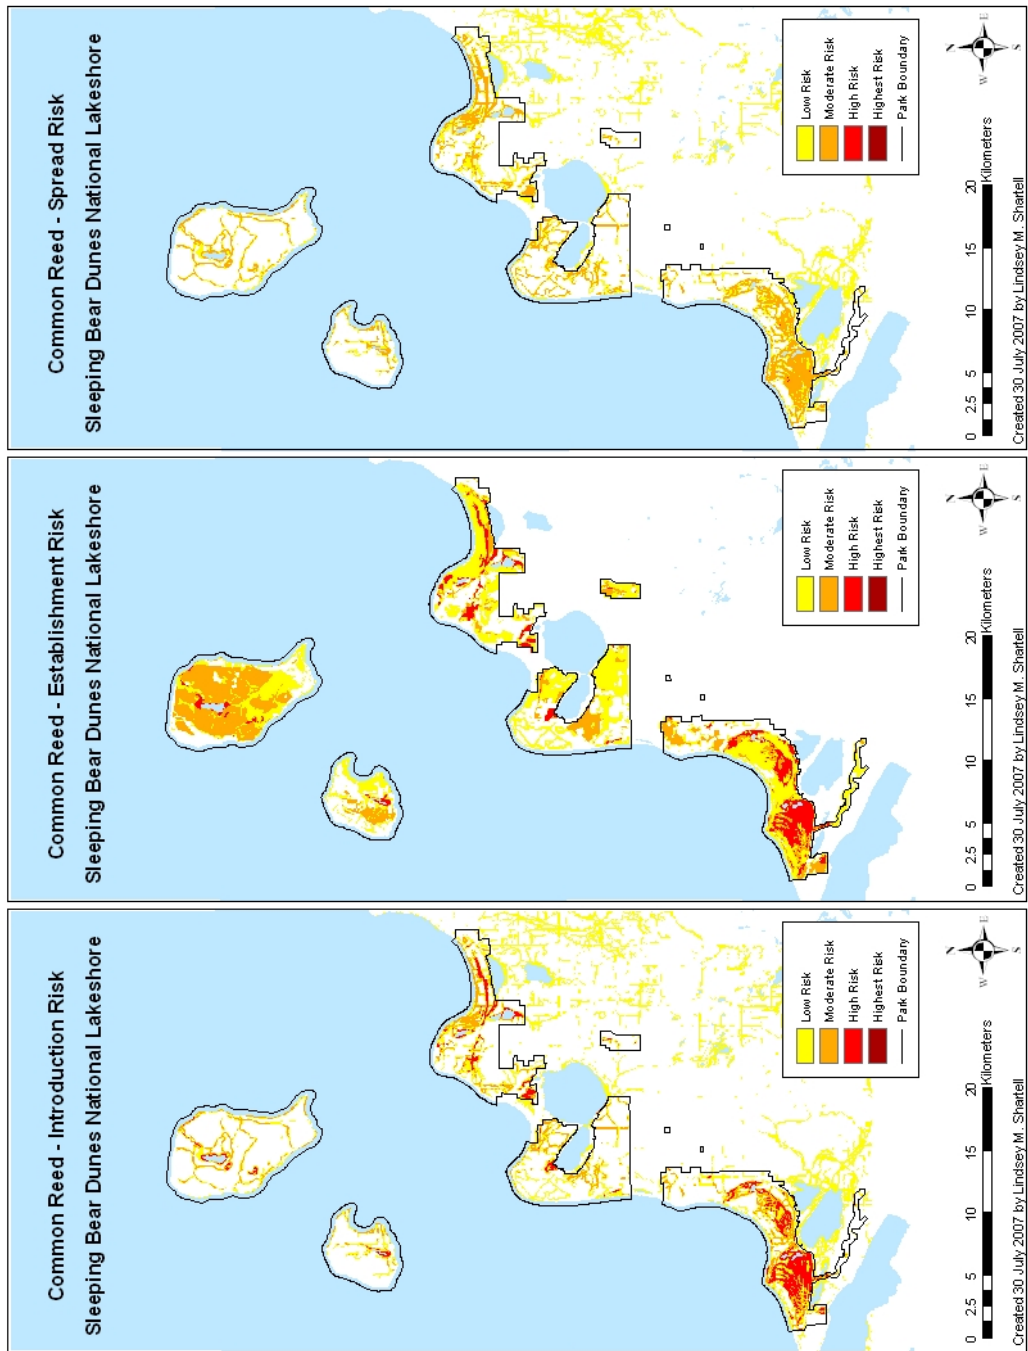 Common Reed - Introduction Risk
Sleeping Bear Dunes National Lakeshore
Low Risk
Moderate Risk
High Risk
Highest Risk
Park Boundary
N
W
E
S
0 2.5 5 10 15 20
Kilometers
Created 30 July 2007 by Lindsey M. Shartell
Common Reed - Establishment Risk
Sleeping Bear Dunes National Lakeshore
Low Risk
Moderate Risk
High Risk
Highest Risk
Park Boundary
N
W
E
S
0 2.5 5 10 15 20
Kilometers
Created 30 July 2007 by Lindsey M. Shartell
Common Reed - Spread Risk
Sleeping Bear Dunes National Lakeshore
Low Risk
Moderate Risk
High Risk
Highest Risk
Park Boundary
N
W
E
S
0 2.5 5 10 15 20
Kilometers
Created 30 July 2007 by Lindsey M. Shartell